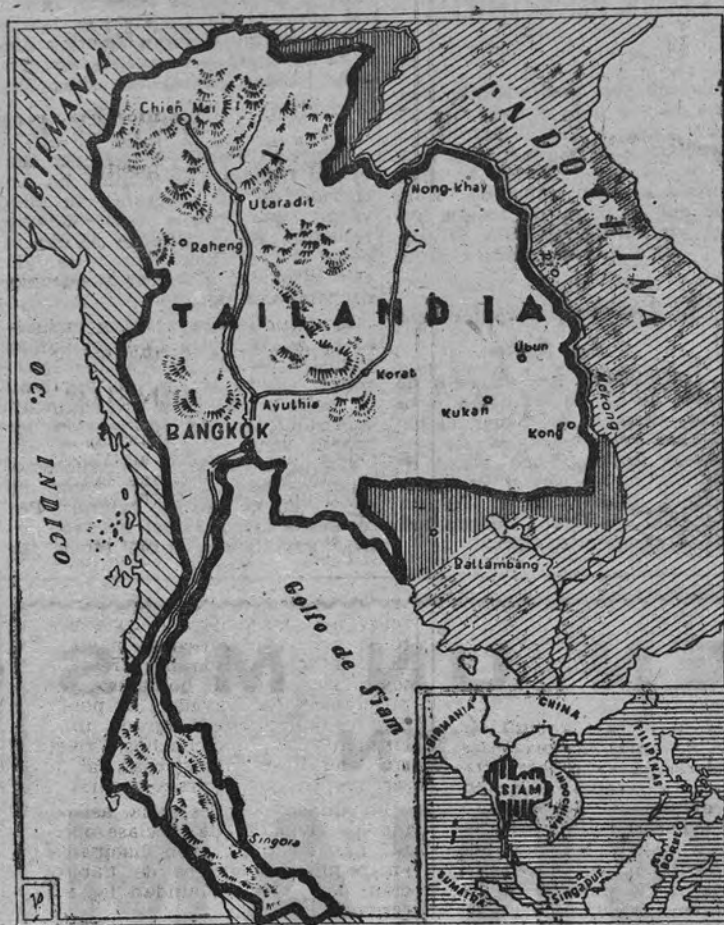 BIRMANIA
INDOCHINA
Chien Mai
Nong-khay
Utaradit
Raheng
Rio
TAILANDIA
Ubun
Korat
Ayuthia
Kukan
Mekong
BANGKOK
Kong
OC. INDICO
Battambang
Golfo de Siam
Singora
CHINA
BIRMANIA
SIAM
INDOCHINA
FILIPINAS
BORNEO
Singapur
SUMATRA